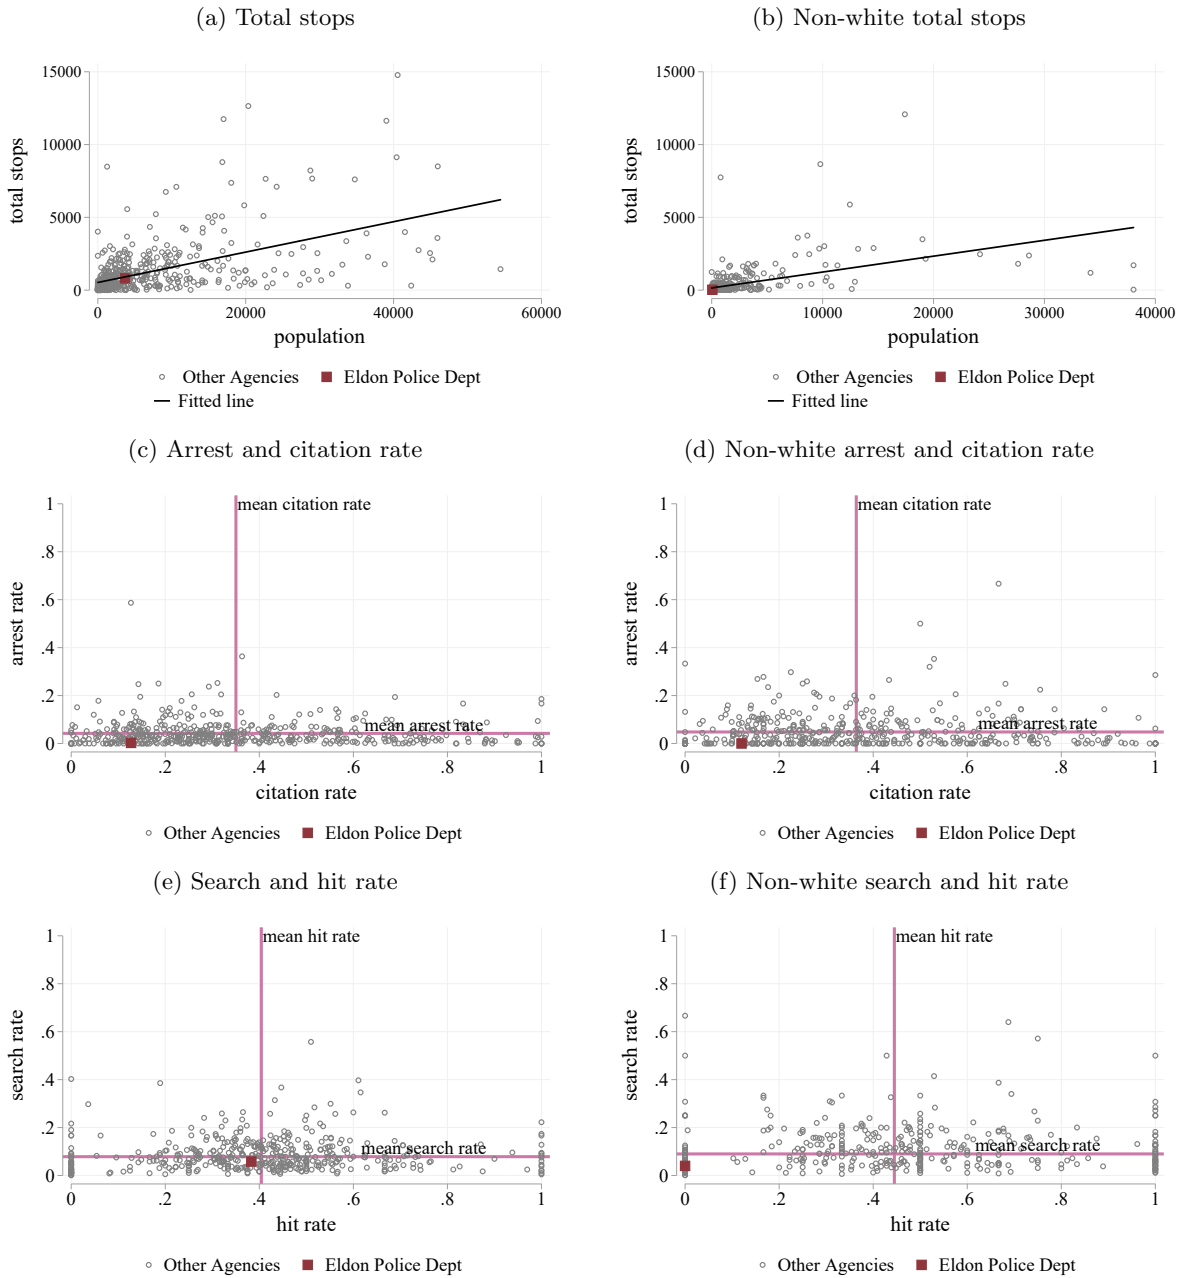 (a) Total stops
15000
10000
5000
0
total stops
0 20000 40000 60000
population
Other Agencies Eldon Police Dept
Fitted line
(b) Non-white total stops
15000
10000
5000
0
total stops
0 10000 20000 30000 40000
population
Other Agencies Eldon Police Dept
Fitted line
(c) Arrest and citation rate
mean citation rate
1
.8
.6
.4
.2
0
arrest rate
mean arrest rate
0 .2 .4 .6 .8 1
citation rate
Other Agencies Eldon Police Dept
(d) Non-white arrest and citation rate
mean citation rate
1
.8
.6
.4
.2
0
arrest rate
mean arrest rate
0 .2 .4 .6 .8 1
citation rate
Other Agencies Eldon Police Dept
(e) Search and hit rate
mean hit rate
1
.8
.6
.4
.2
0
search rate
mean search rate
0 .2 .4 .6 .8 1
hit rate
Other Agencies Eldon Police Dept
(f) Non-white search and hit rate
mean hit rate
1
.8
.6
.4
.2
0
search rate
mean search rate
0 .2 .4 .6 .8 1
hit rate
Other Agencies Eldon Police Dept